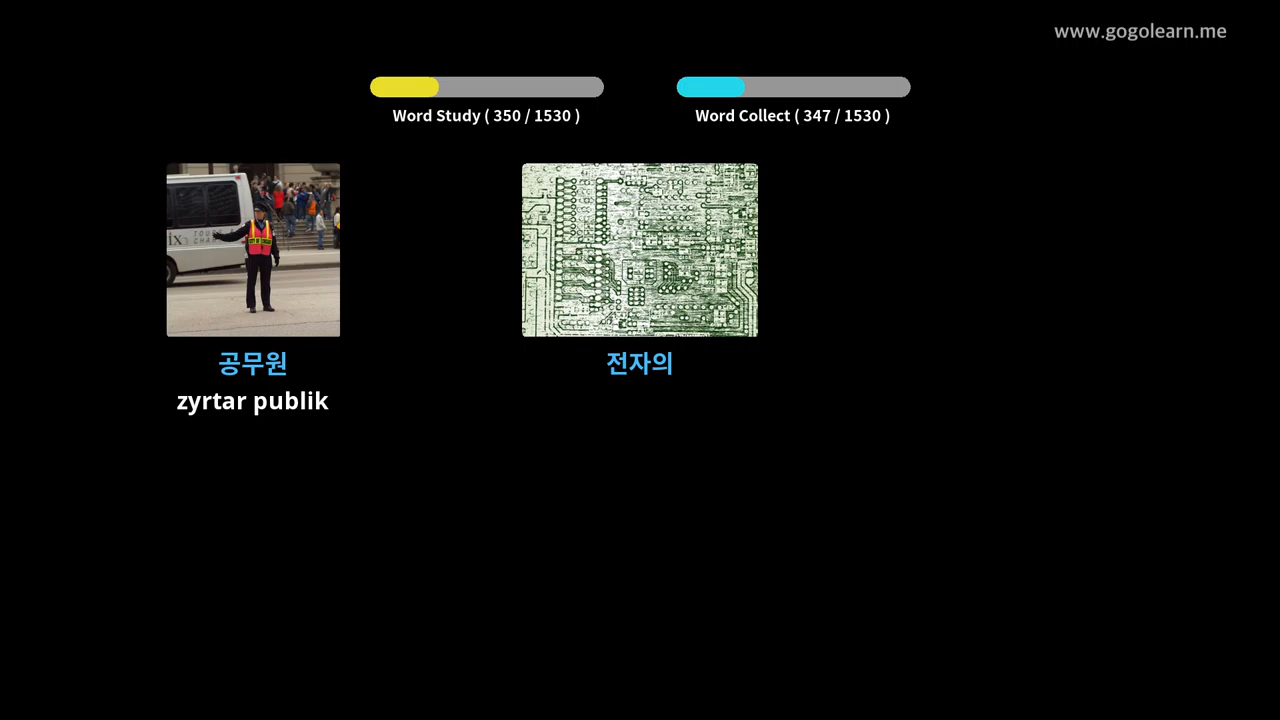 www.gogolearn.me
Word Study ( 350 / 1530 )
Word Collect ( 347 / 1530 )
공무원
전자의
zyrtar publik